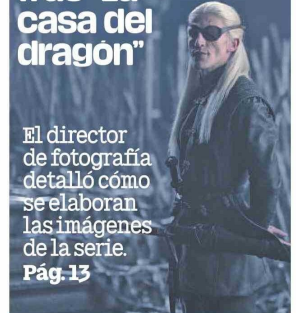 casa del
dragón”
El director
de fotografía
detalló cómo
se elaboran
las imágenes
de la serie.
Pág. 13